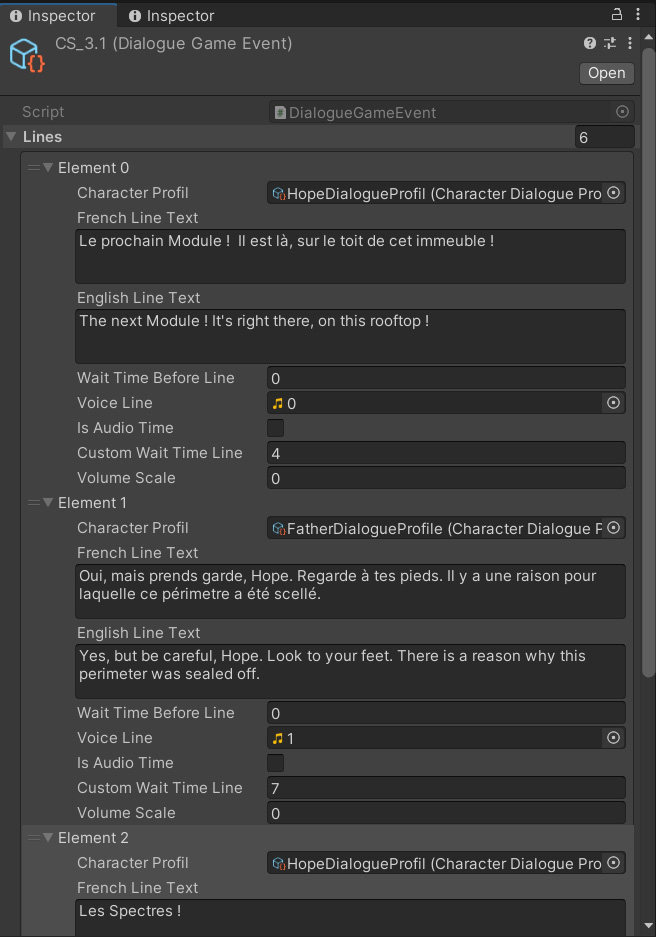 Inspector
Inspector
CS_3.1 (Dialogue Game Event)
Open
Script
DialogueGameEvent
Lines
6
Element 0
Character Profil
HopeDialogueProfil (Character Dialogue Pro
French Line Text
Le prochain Module !  Il est là, sur le toit de cet immeuble !
English Line Text
The next Module ! It's right there, on this rooftop !
Wait Time Before Line
0
Voice Line
0
Is Audio Time
Custom Wait Time Line
4
Volume Scale
0
Element 1
Character Profil
FatherDialogueProfile (Character Dialogue P
French Line Text
Oui, mais prends garde, Hope. Regarde à tes pieds. Il y a une raison pour
laquelle ce périmetre a été scellé.
English Line Text
Yes, but be careful, Hope. Look to your feet. There is a reason why this
perimeter was sealed off.
Wait Time Before Line
0
Voice Line
1
Is Audio Time
Custom Wait Time Line
7
Volume Scale
0
Element 2
Character Profil
HopeDialogueProfil (Character Dialogue Pro
French Line Text
Les Spectres !